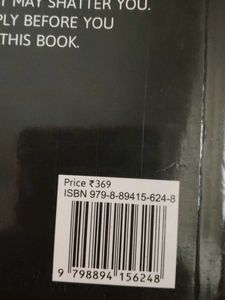 MAY SHATTER YOU.
PLY BEFORE YOU
THIS BOOK.
Price ₹369
ISBN 979-8-89415-624-8
9 798894 156248